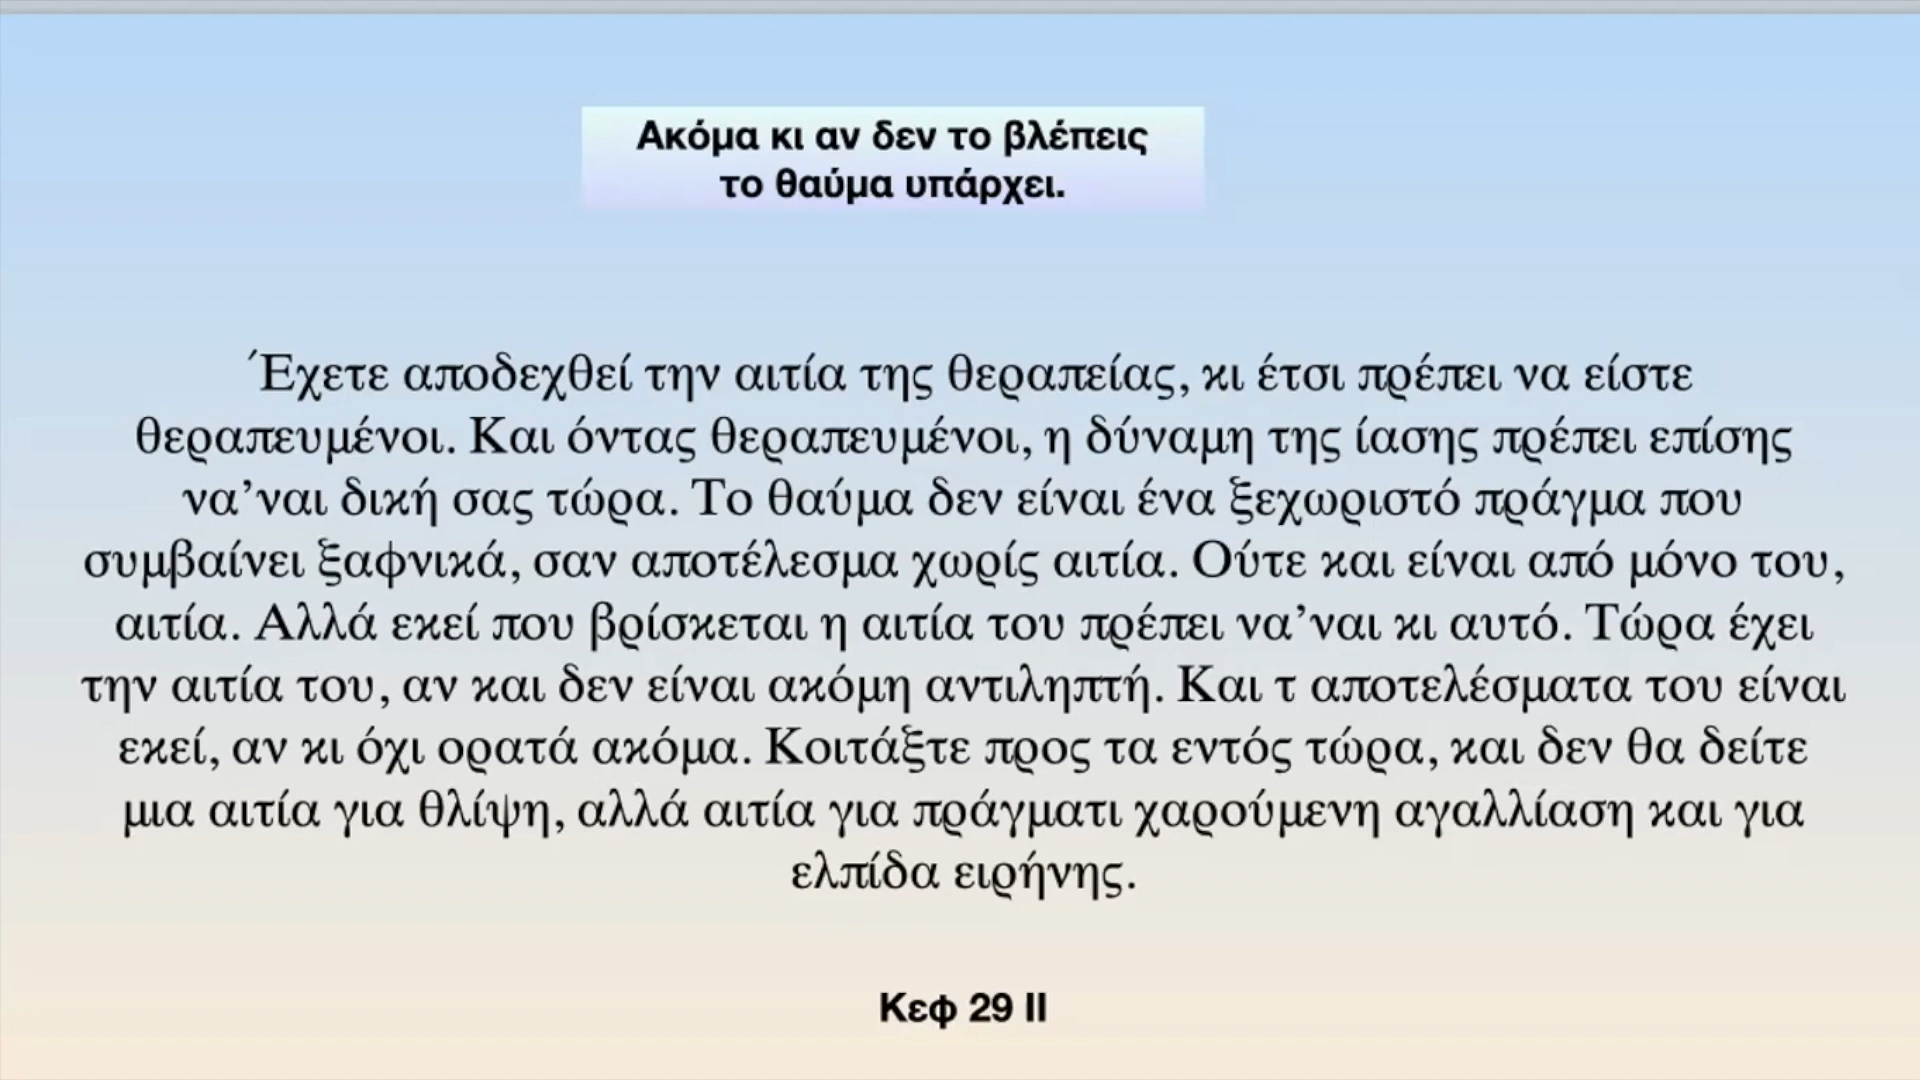 Ακόμα κι αν δεν το βλέπεις
το θαύμα υπάρχει.
Έχετε αποδεχθεί την αιτία της θεραπείας, κι έτσι πρέπει να είστε
θεραπευμένοι. Και όντας θεραπευμένοι, η δύναμη της ίασης πρέπει επίσης
να’ναι δική σας τώρα. Το θαύμα δεν είναι ένα ξεχωριστό πράγμα που
συμβαίνει ξαφνικά, σαν αποτέλεσμα χωρίς αιτία. Ούτε και είναι από μόνο του,
αιτία. Αλλά εκεί που βρίσκεται η αιτία του πρέπει να’ναι κι αυτό. Τώρα έχει
την αιτία του, αν και δεν είναι ακόμη αντιληπτή. Και τ αποτελέσματα του είναι
εκεί, αν κι όχι ορατά ακόμα. Κοιτάξτε προς τα εντός τώρα, και δεν θα δείτε
μια αιτία για θλίψη, αλλά αιτία για πράγματι χαρούμενη αγαλλίαση και για
ελπίδα ειρήνης.
Κεφ 29 ΙΙ